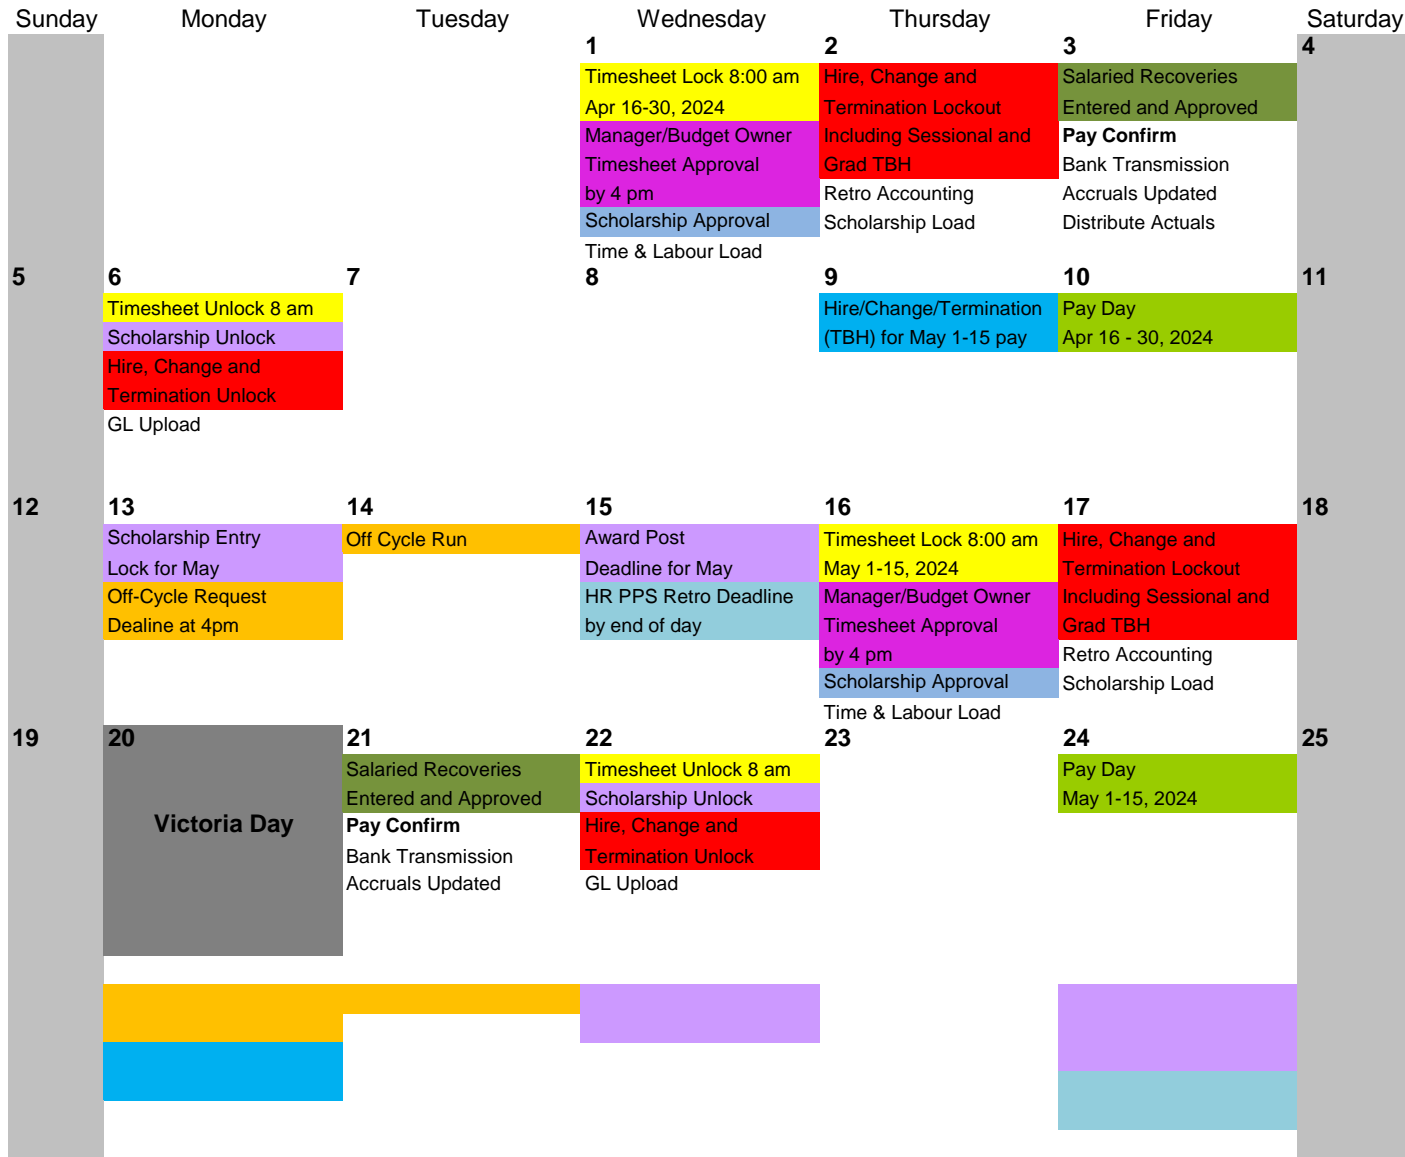 Sunday Monday Tuesday Wednesday Thursday Friday Saturday
1 2 3 4
Timesheet Lock 8:00 am
Apr 16-30, 2024
Manager/Budget Owner
Timesheet Approval
by 4 pm
Scholarship Approval
Time & Labour Load
Hire, Change and
Termination Lockout
Including Sessional and
Grad TBH
Retro Accounting
Scholarship Load
Salaried Recoveries
Entered and Approved
Pay Confirm
Bank Transmission
Accruals Updated
Distribute Actuals
5 6 7 8 9 10 11
Timesheet Unlock 8 am
Scholarship Unlock
Hire, Change and
Termination Unlock
GL Upload
Hire/Change/Termination
(TBH) for May 1-15 pay
Pay Day
Apr 16 - 30, 2024
12 13 14 15 16 17 18
Scholarship Entry
Lock for May
Off-Cycle Request
Dealine at 4pm
Off Cycle Run
Award Post
Deadline for May
HR PPS Retro Deadline
by end of day
Timesheet Lock 8:00 am
May 1-15, 2024
Manager/Budget Owner
Timesheet Approval
by 4 pm
Scholarship Approval
Time & Labour Load
Hire, Change and
Termination Lockout
Including Sessional and
Grad TBH
Retro Accounting
Scholarship Load
19 20 21 22 23 24 25
Victoria Day
Salaried Recoveries
Entered and Approved
Pay Confirm
Bank Transmission
Accruals Updated
Timesheet Unlock 8 am
Scholarship Unlock
Hire, Change and
Termination Unlock
GL Upload
Pay Day
May 1-15, 2024